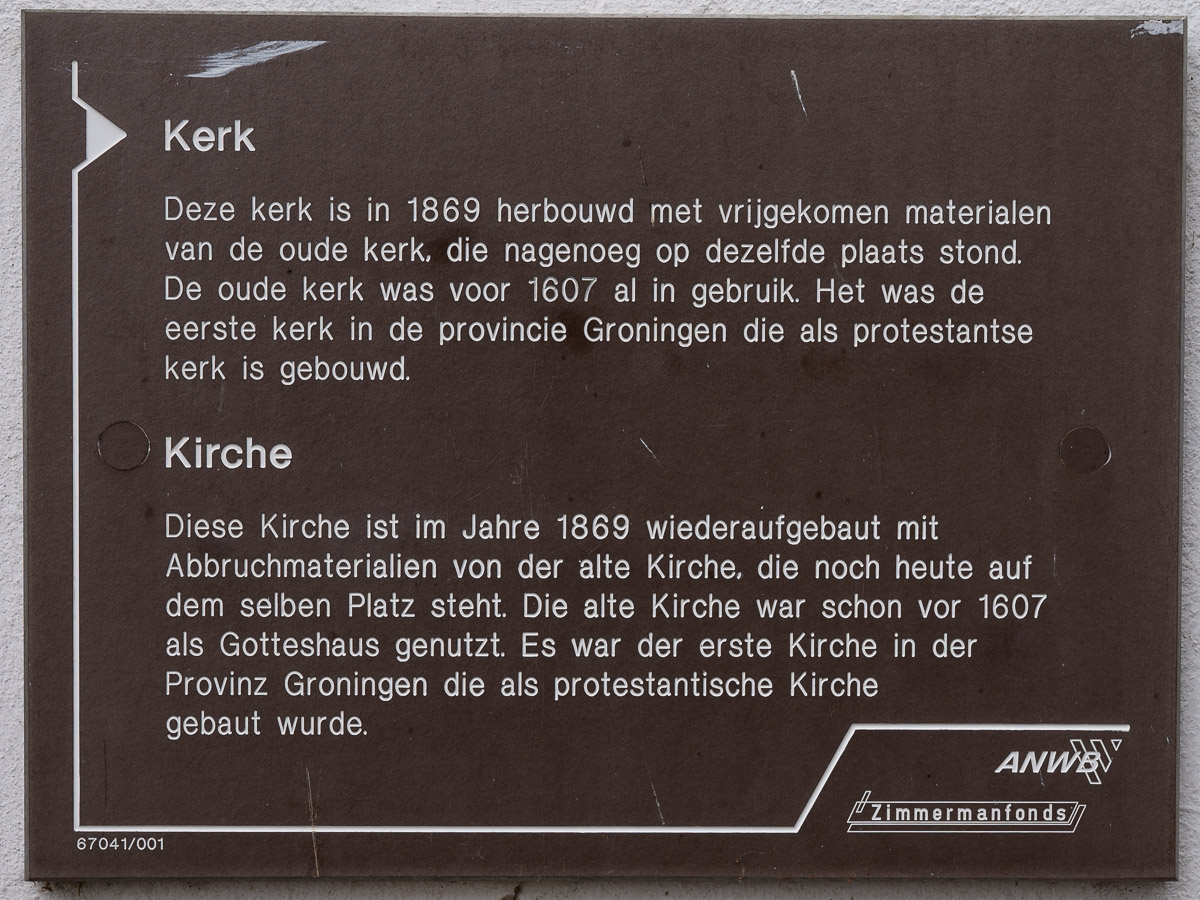 Kerk
Deze kerk is in 1869 herbouwd met vrijgekomen materialen
van de oude kerk, die nagenoeg op dezelfde plaats stond.
De oude kerk was voor 1607 al in gebruik. Het was de
eerste kerk in de provincie Groningen die als protestantse
kerk is gebouwd.
Kirche
Diese Kirche ist im Jahre 1869 wiederaufgebaut mit
Abbruchmaterialien von der alte Kirche, die noch heute auf
dem selben Platz steht. Die alte Kirche war schon vor 1607
als Gotteshaus genutzt. Es war der erste Kirche in der
Provinz Groningen die als protestantische Kirche
gebaut wurde.
ANWB
Zimmermanfonds
67041/001